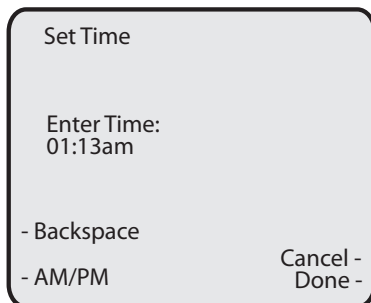 Set Time
Enter Time:
01:13am
- Backspace
Cancel -
- AM/PM
Done -